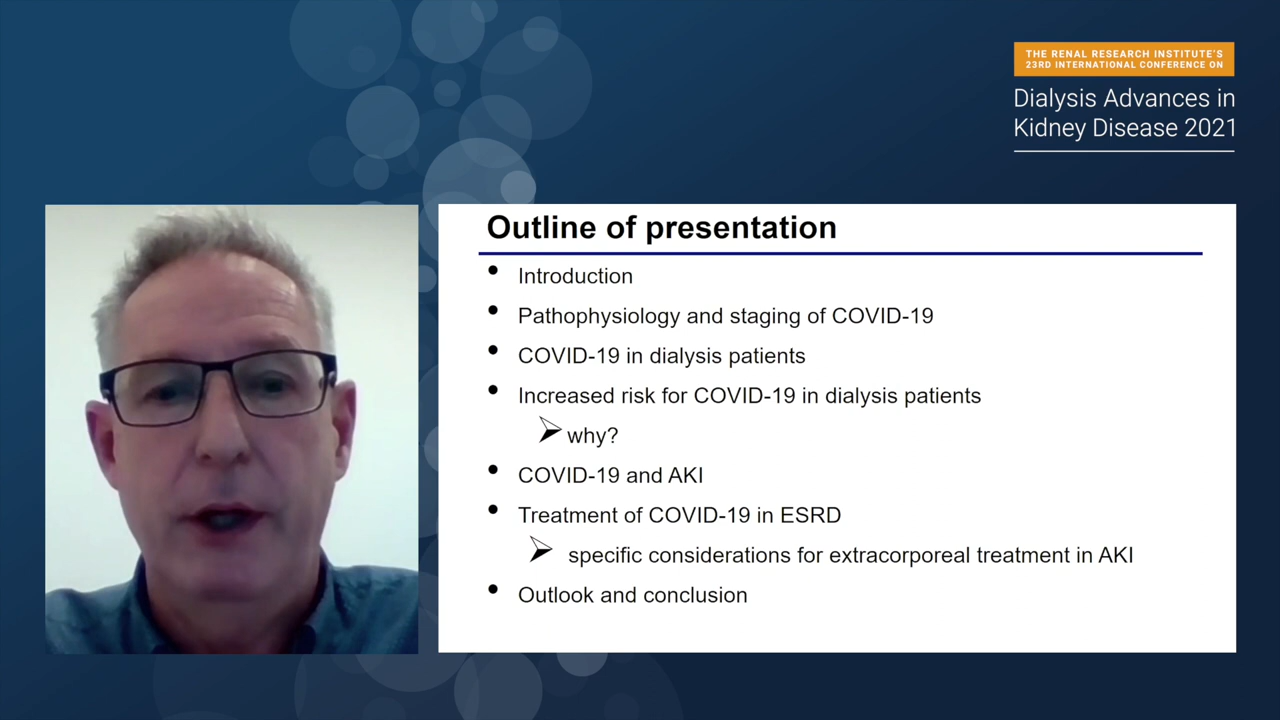 THE RENAL RESEARCH INSTITUTE'S
23RD INTERNATIONAL CONFERENCE ON
Dialysis Advances in
Kidney Disease 2021
Outline of presentation
Introduction
Pathophysiology and staging of COVID-19
COVID-19 in dialysis patients
Increased risk for COVID-19 in dialysis patients
why?
COVID-19 and AKI
Treatment of COVID-19 in ESRD
specific considerations for extracorporeal treatment in AKI
Outlook and conclusion